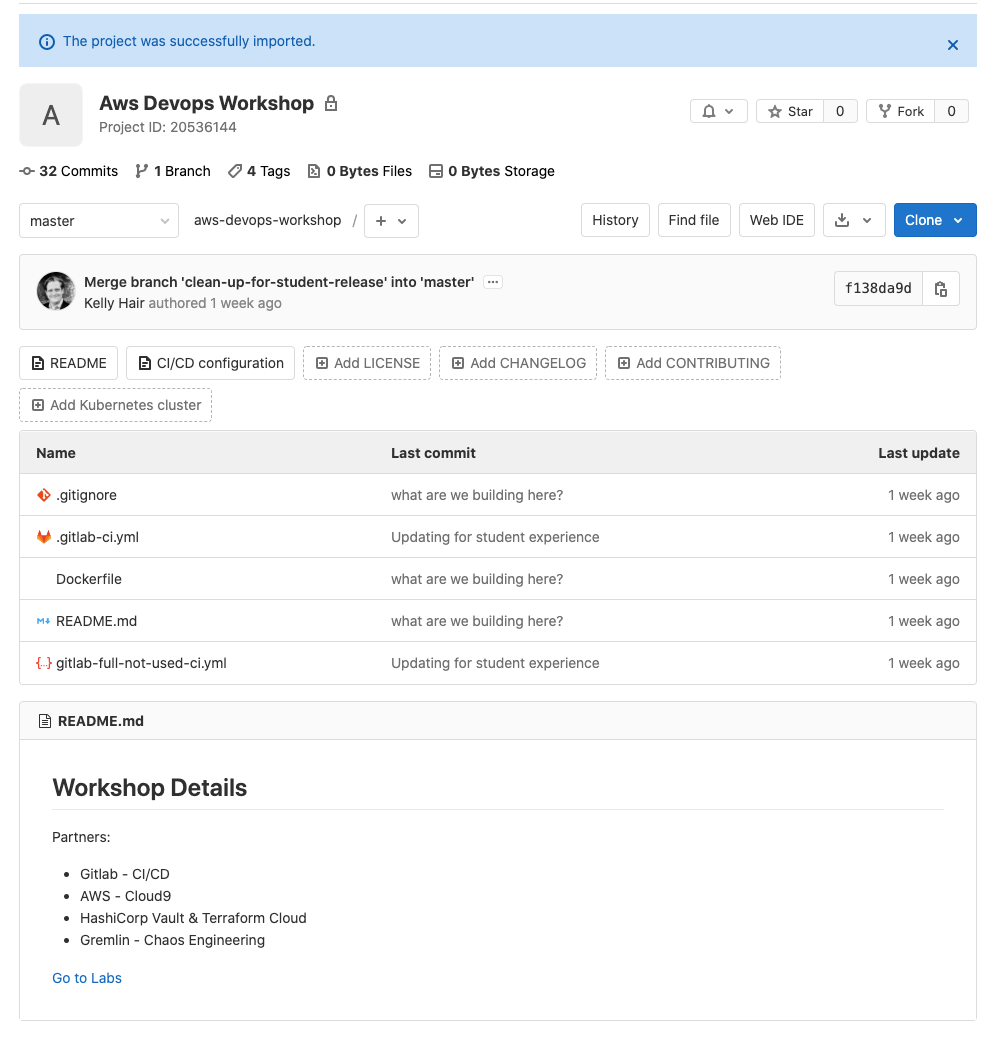 The project was successfully imported.
A
Aws Devops Workshop
Project ID: 20536144
Star 0
Fork 0
32 Commits 1 Branch 4 Tags 0 Bytes Files 0 Bytes Storage
master
aws-devops-workshop / +
History
Find file
Web IDE
Clone
Merge branch 'clean-up-for-student-release' into 'master' ...
Kelly Hair authored 1 week ago
f138da9d
README
CI/CD configuration
Add LICENSE
Add CHANGELOG
Add CONTRIBUTING
Add Kubernetes cluster
Name Last commit Last update
.gitignore what are we building here? 1 week ago
.gitlab-ci.yml Updating for student experience 1 week ago
Dockerfile what are we building here? 1 week ago
README.md what are we building here? 1 week ago
gitlab-full-not-used-ci.yml Updating for student experience 1 week ago
README.md
Workshop Details
Partners:
• Gitlab - CI/CD
• AWS - Cloud9
• HashiCorp Vault & Terraform Cloud
• Gremlin - Chaos Engineering
Go to Labs